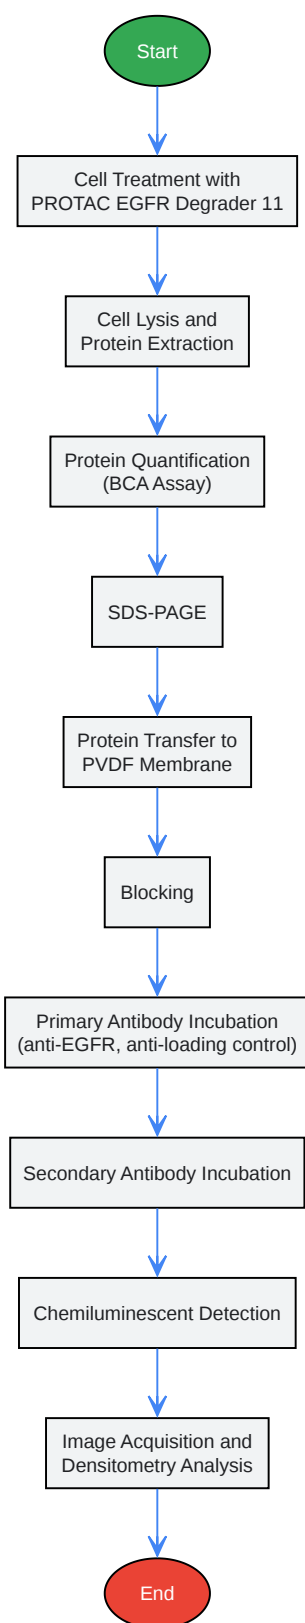 Start
Cell Treatment with
PROTAC EGFR Degrader 11
Cell Lysis and
Protein Extraction
Protein Quantification
(BCA Assay)
SDS-PAGE
Protein Transfer to
PVDF Membrane
Blocking
Primary Antibody Incubation
(anti-EGFR, anti-loading control)
Secondary Antibody Incubation
Chemiluminescent Detection
Image Acquisition and
Densitometry Analysis
End